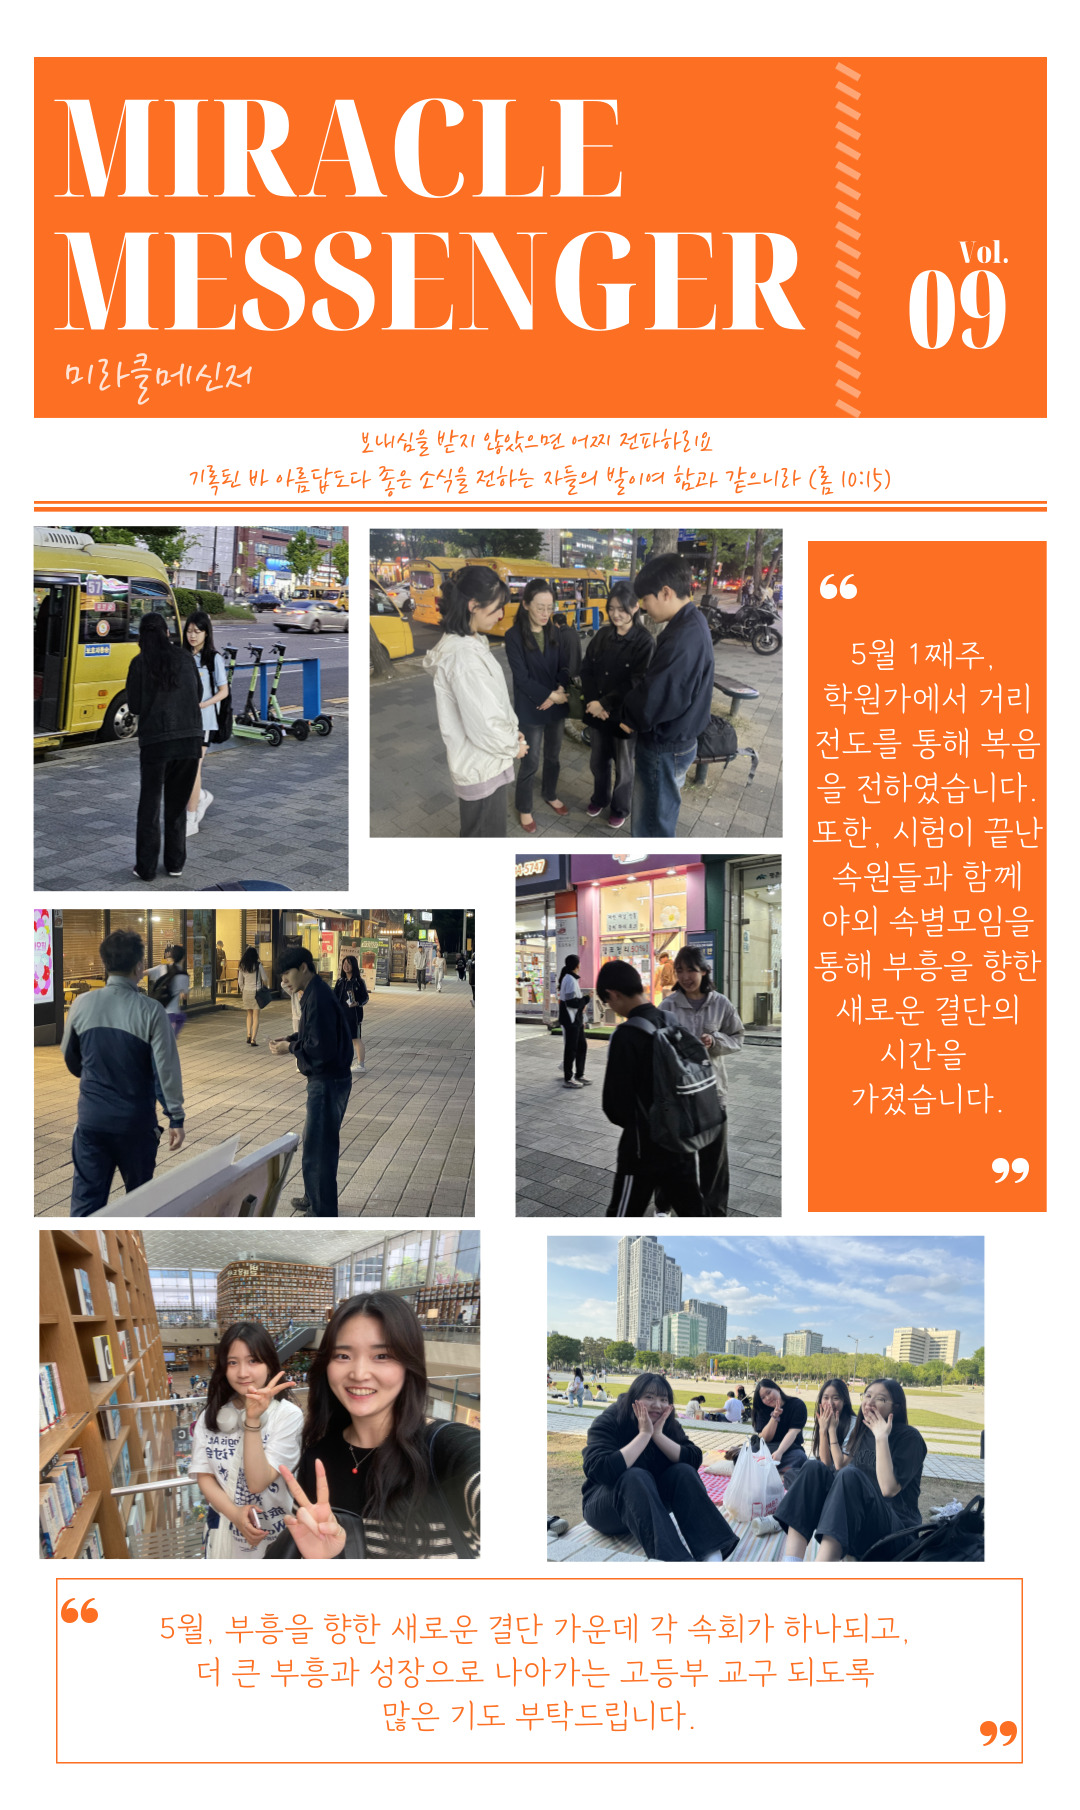 MIRACLE
MESSENGER
Vol.
09
미라클메신저
보내심을 받지 않았으면 어찌 전파하리요
기록된 바 아름답도다 좋은 소식을 전하는 자들의 발이여 함과 같으니라 (롬 10:15)
57
“
5월 1째주,
학원가에서 거리
전도를 통해 복음
을 전하였습니다.
또한, 시험이 끝난
속원들과 함께
야외 속별모임을
통해 부흥을 향한
새로운 결단의
시간을
가졌습니다.
”
4-5747
“
5월, 부흥을 향한 새로운 결단 가운데 각 속회가 하나되고,
더 큰 부흥과 성장으로 나아가는 고등부 교구 되도록
많은 기도 부탁드립니다.
”